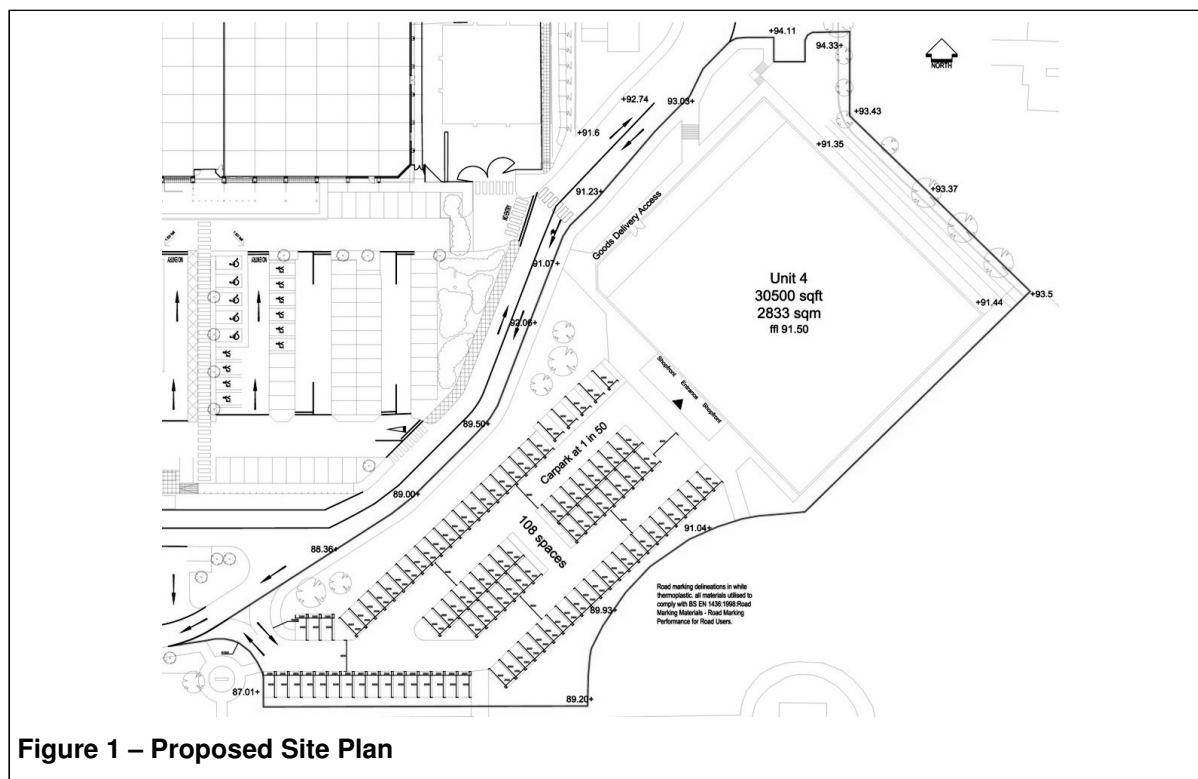 +94.11
94.33+
NORTH
+92.74
93.03+
+93.43
+91.6
+91.35
91.23+
+93.37
NO ENTRY
Goods Delivery Access
91.07+
Unit 4
30500 sqft
2833 sqm
ffl 91.50
+93.5
+91.44
92.06+
Shopfront Entrance Shopfront
89.50+
Carpark at 1 in 50
89.00+
108 spaces
91.04+
88.36+
Road marking delineations in white
thermoplastic, all materials utilised to
comply with BS EN 1436:1998:Road
Marking Materials - Road Marking
Performance for Road Users.
89.93+
87.01+
89.20+
Figure 1 – Proposed Site Plan